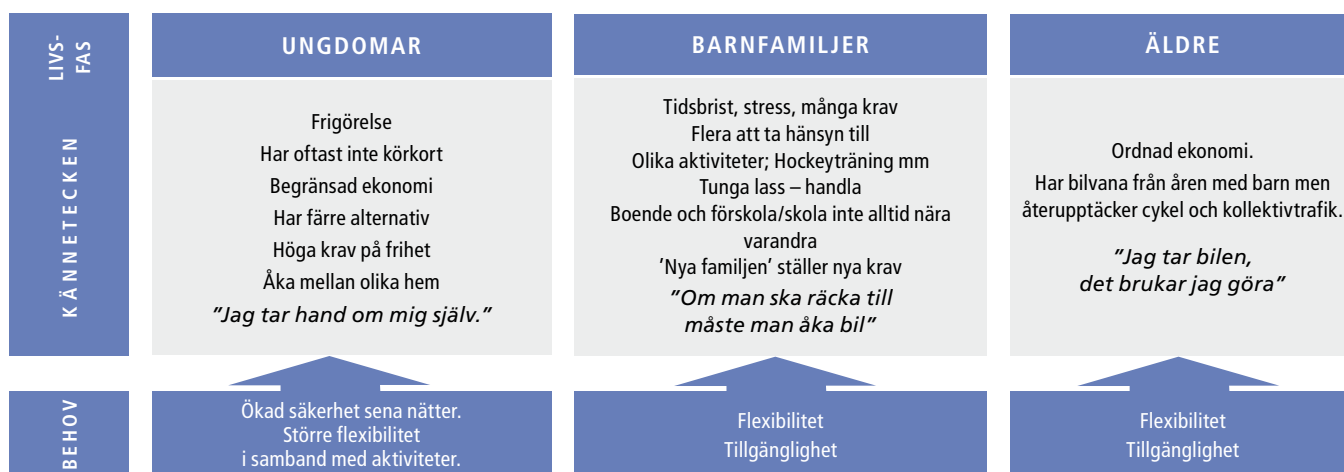 LIVS-
FAS
UNGDOMAR
BARNFAMILJER
ÄLDRE
KÄNNETECKEN
Frigörelse
Har oftast inte körkort
Begränsad ekonomi
Har färre alternativ
Höga krav på frihet
Åka mellan olika hem
"Jag tar hand om mig själv."
Tidsbrist, stress, många krav
Flera att ta hänsyn till
Olika aktiviteter; Hockeyträning mm
Tunga lass – handla
Boende och förskola/skola inte alltid nära
varandra
'Nya familjen' ställer nya krav
"Om man ska räcka till
måste man åka bil"
Ordnad ekonomi.
Har bilvana från åren med barn men
återupptäcker cykel och kollektivtrafik.
"Jag tar bilen,
det brukar jag göra"
BEHOV
Ökad säkerhet sena nätter.
Större flexibilitet
i samband med aktiviteter.
Flexibilitet
Tillgänglighet
Flexibilitet
Tillgänglighet